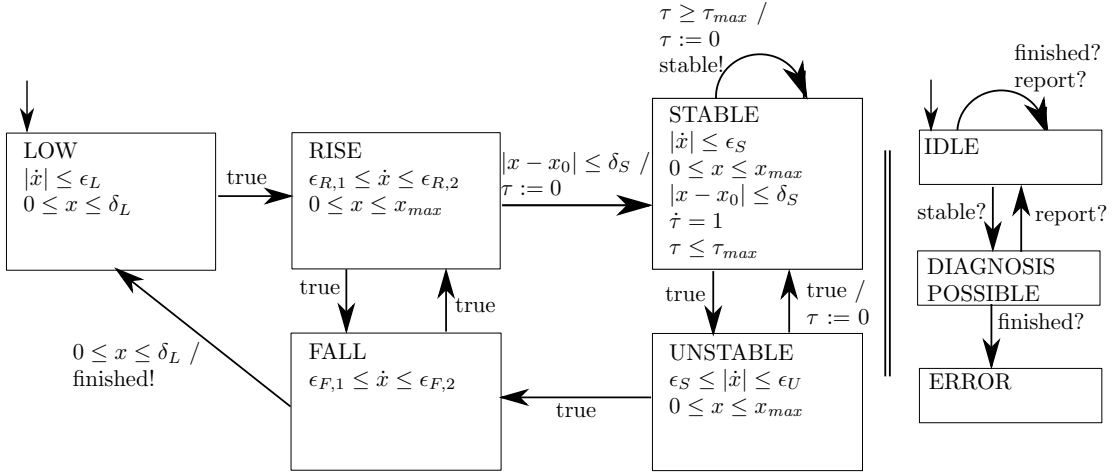 τ ≥ τ_max /
τ := 0
stable!
finished?
report?
LOW
|ẋ| ≤ ϵ_L
0 ≤ x ≤ δ_L
true
RISE
ϵ_{R,1} ≤ ẋ ≤ ϵ_{R,2}
0 ≤ x ≤ x_max
|x − x_0| ≤ δ_S /
τ := 0
STABLE
|ẋ| ≤ ϵ_S
0 ≤ x ≤ x_max
|x − x_0| ≤ δ_S
τ̇ = 1
τ ≤ τ_max
IDLE
stable?
report?
DIAGNOSIS
POSSIBLE
finished?
ERROR
true
true
true
true /
τ := 0
0 ≤ x ≤ δ_L /
finished!
FALL
ϵ_{F,1} ≤ ẋ ≤ ϵ_{F,2}
true
UNSTABLE
ϵ_S ≤ |ẋ| ≤ ϵ_U
0 ≤ x ≤ x_max